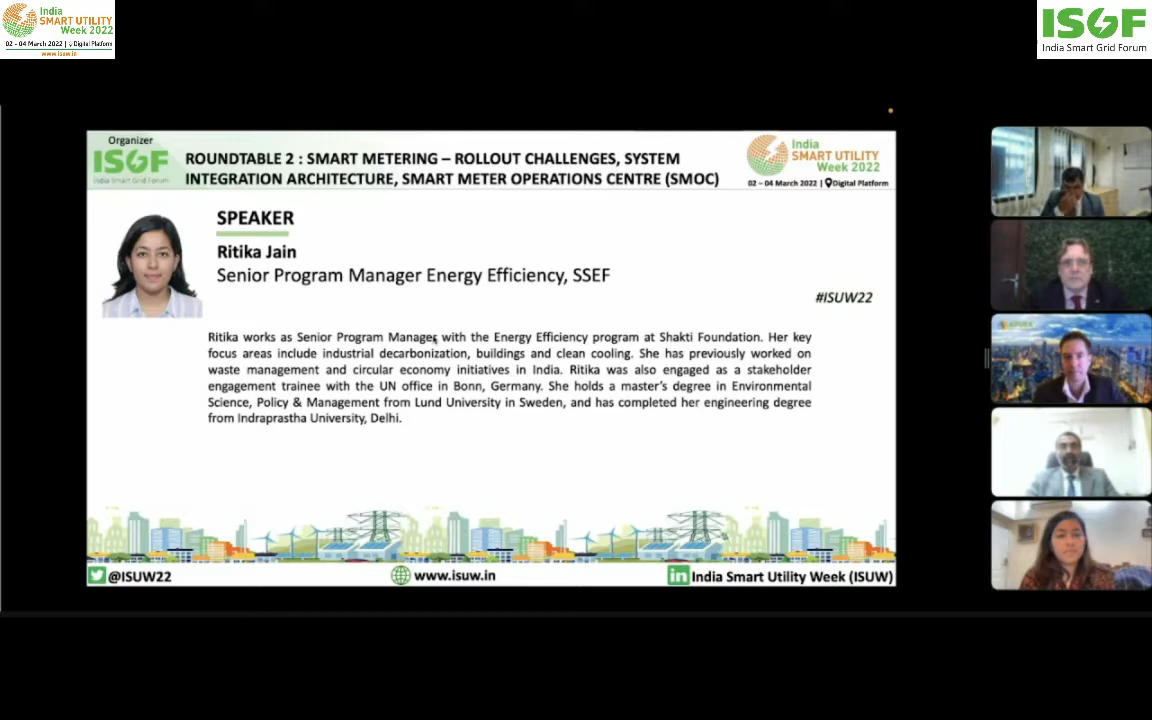 India
SMART UTILITY
Week 2022
02 - 04 March 2022 | Digital Platform
www.isuw.in
ISGF
India Smart Grid Forum
Organizer
ISGF
India Smart Grid Forum
ROUNDTABLE 2 : SMART METERING – ROLLOUT CHALLENGES, SYSTEM
INTEGRATION ARCHITECTURE, SMART METER OPERATIONS CENTRE (SMOC)
India
SMART UTILITY
Week 2022
02 – 04 March 2022 | Digital Platform
SPEAKER
Ritika Jain
Senior Program Manager Energy Efficiency, SSEF
#ISUW22
Ritika works as Senior Program Manager with the Energy Efficiency program at Shakti Foundation. Her key
focus areas include industrial decarbonization, buildings and clean cooling. She has previously worked on
waste management and circular economy initiatives in India. Ritika was also engaged as a stakeholder
engagement trainee with the UN office in Bonn, Germany. She holds a master's degree in Environmental
Science, Policy & Management from Lund University in Sweden, and has completed her engineering degree
from Indraprastha University, Delhi.
@ISUW22
www.isuw.in
India Smart Utility Week (ISUW)